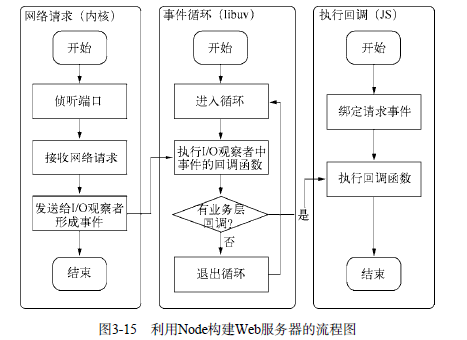 网络请求（内核）
开始
侦听端口
接收网络请求
发送给I/O观察者
形成事件
结束
事件循环（libuv）
开始
进入循环
执行I/O观察者中
事件的回调函数
有业务层
回调?
是
否
退出循环
执行回调（JS）
开始
绑定请求事件
执行回调函数
结束
图3-15 利用Node构建Web服务器的流程图